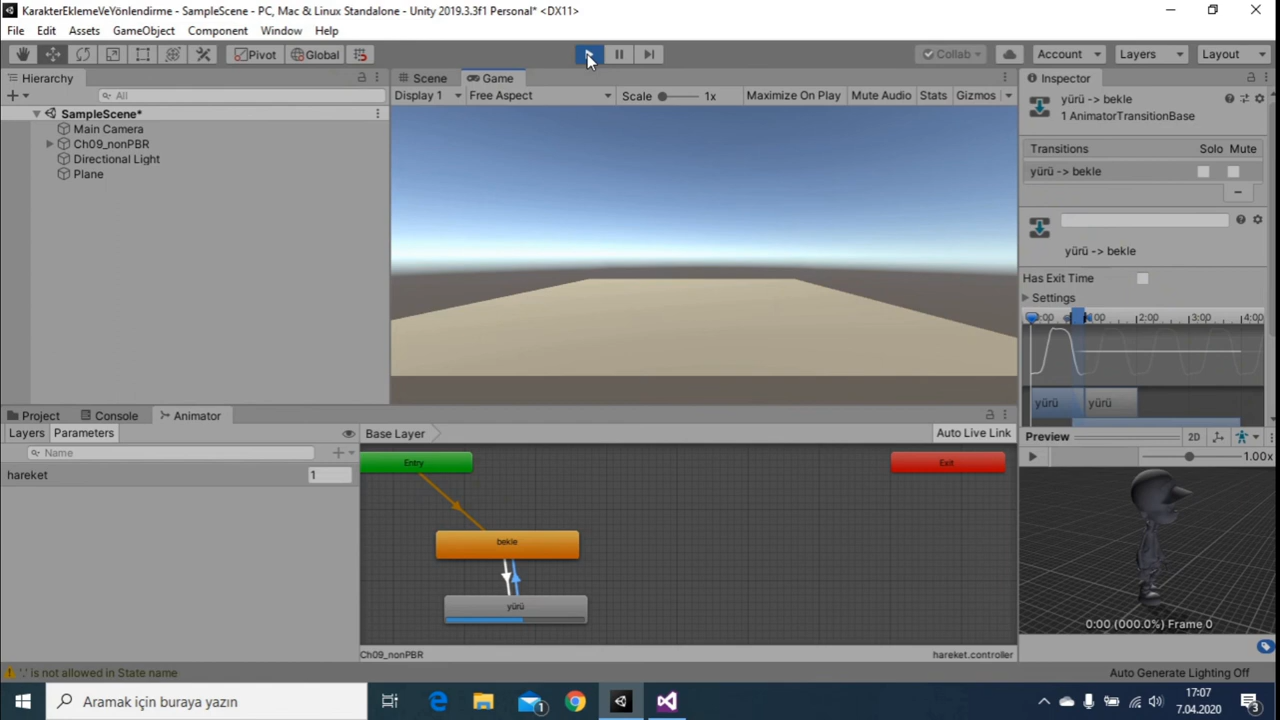 KarakterEklemeVeYönlendirme - SampleScene - PC, Mac & Linux Standalone - Unity 2019.3.3f1 Personal* <DX11>
File Edit Assets GameObject Component Window Help
Pivot Global Collab Account Layers Layout
Hierarchy Scene Game Inspector
All Display 1 Free Aspect Scale 1x Maximize On Play Mute Audio Stats Gizmos
yürü -> bekle
1 AnimatorTransitionBase
SampleScene*
Main Camera
Ch09_nonPBR
Directional Light
Plane
Transitions Solo Mute
yürü -> bekle
yürü -> bekle
Has Exit Time
Settings
2:00 3:00 4:00
yürü yürü
Project Console Animator
Layers Parameters Base Layer Auto Live Link
Name
hareket 1
Entry
Exit
bekle
yürü
Preview 2D
1.00x
0:00 (000.0%) Frame 0
Ch09_nonPBR hareket.controller
'.' is not allowed in State name
Auto Generate Lighting Off
Aramak için buraya yazın
1
17:07
7.04.2020
3